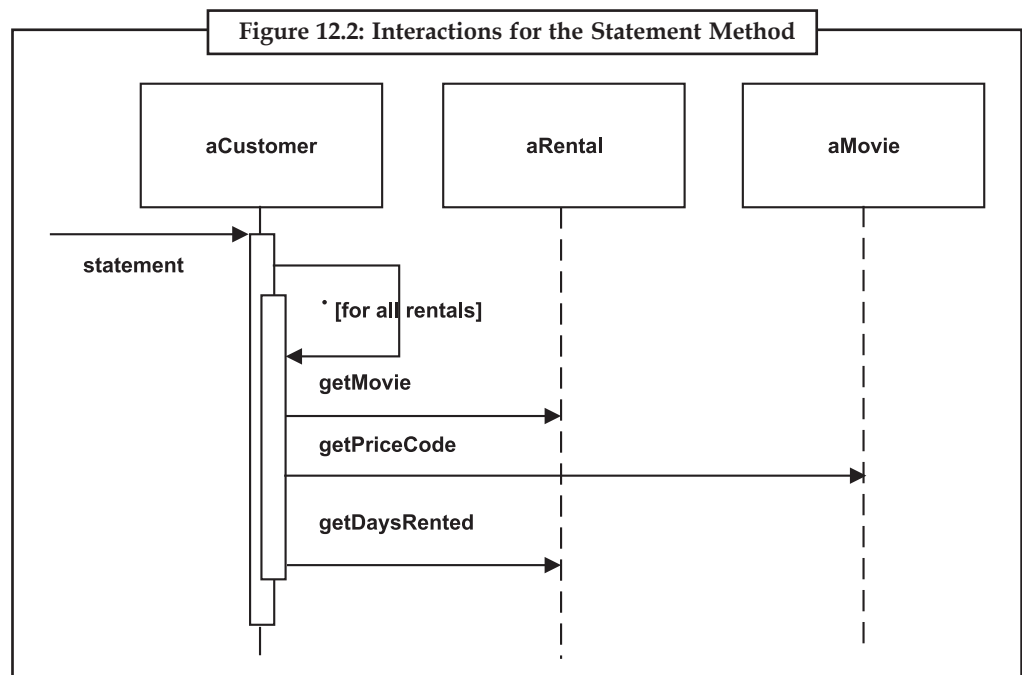 Figure 12.2: Interactions for the Statement Method
aCustomer
aRental
aMovie
statement
* [for all rentals]
getMovie
getPriceCode
getDaysRented